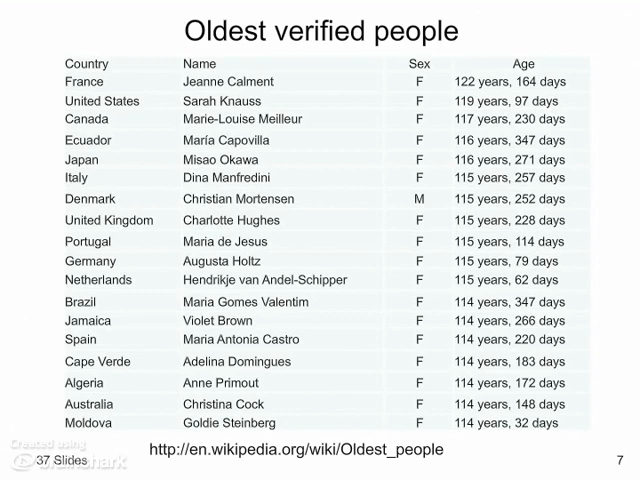 Oldest verified people
Country Name Sex Age
France Jeanne Calment F 122 years, 164 days
United States Sarah Knauss F 119 years, 97 days
Canada Marie-Louise Meilleur F 117 years, 230 days
Ecuador María Capovilla F 116 years, 347 days
Japan Misao Okawa F 116 years, 271 days
Italy Dina Manfredini F 115 years, 257 days
Denmark Christian Mortensen M 115 years, 252 days
United Kingdom Charlotte Hughes F 115 years, 228 days
Portugal Maria de Jesus F 115 years, 114 days
Germany Augusta Holtz F 115 years, 79 days
Netherlands Hendrikje van Andel-Schipper F 115 years, 62 days
Brazil Maria Gomes Valentim F 114 years, 347 days
Jamaica Violet Brown F 114 years, 266 days
Spain Maria Antonia Castro F 114 years, 220 days
Cape Verde Adelina Domingues F 114 years, 183 days
Algeria Anne Primout F 114 years, 172 days
Australia Christina Cock F 114 years, 148 days
Moldova Goldie Steinberg F 114 years, 32 days
http://en.wikipedia.org/wiki/Oldest_people
Created using
brainshark
37 Slides 7